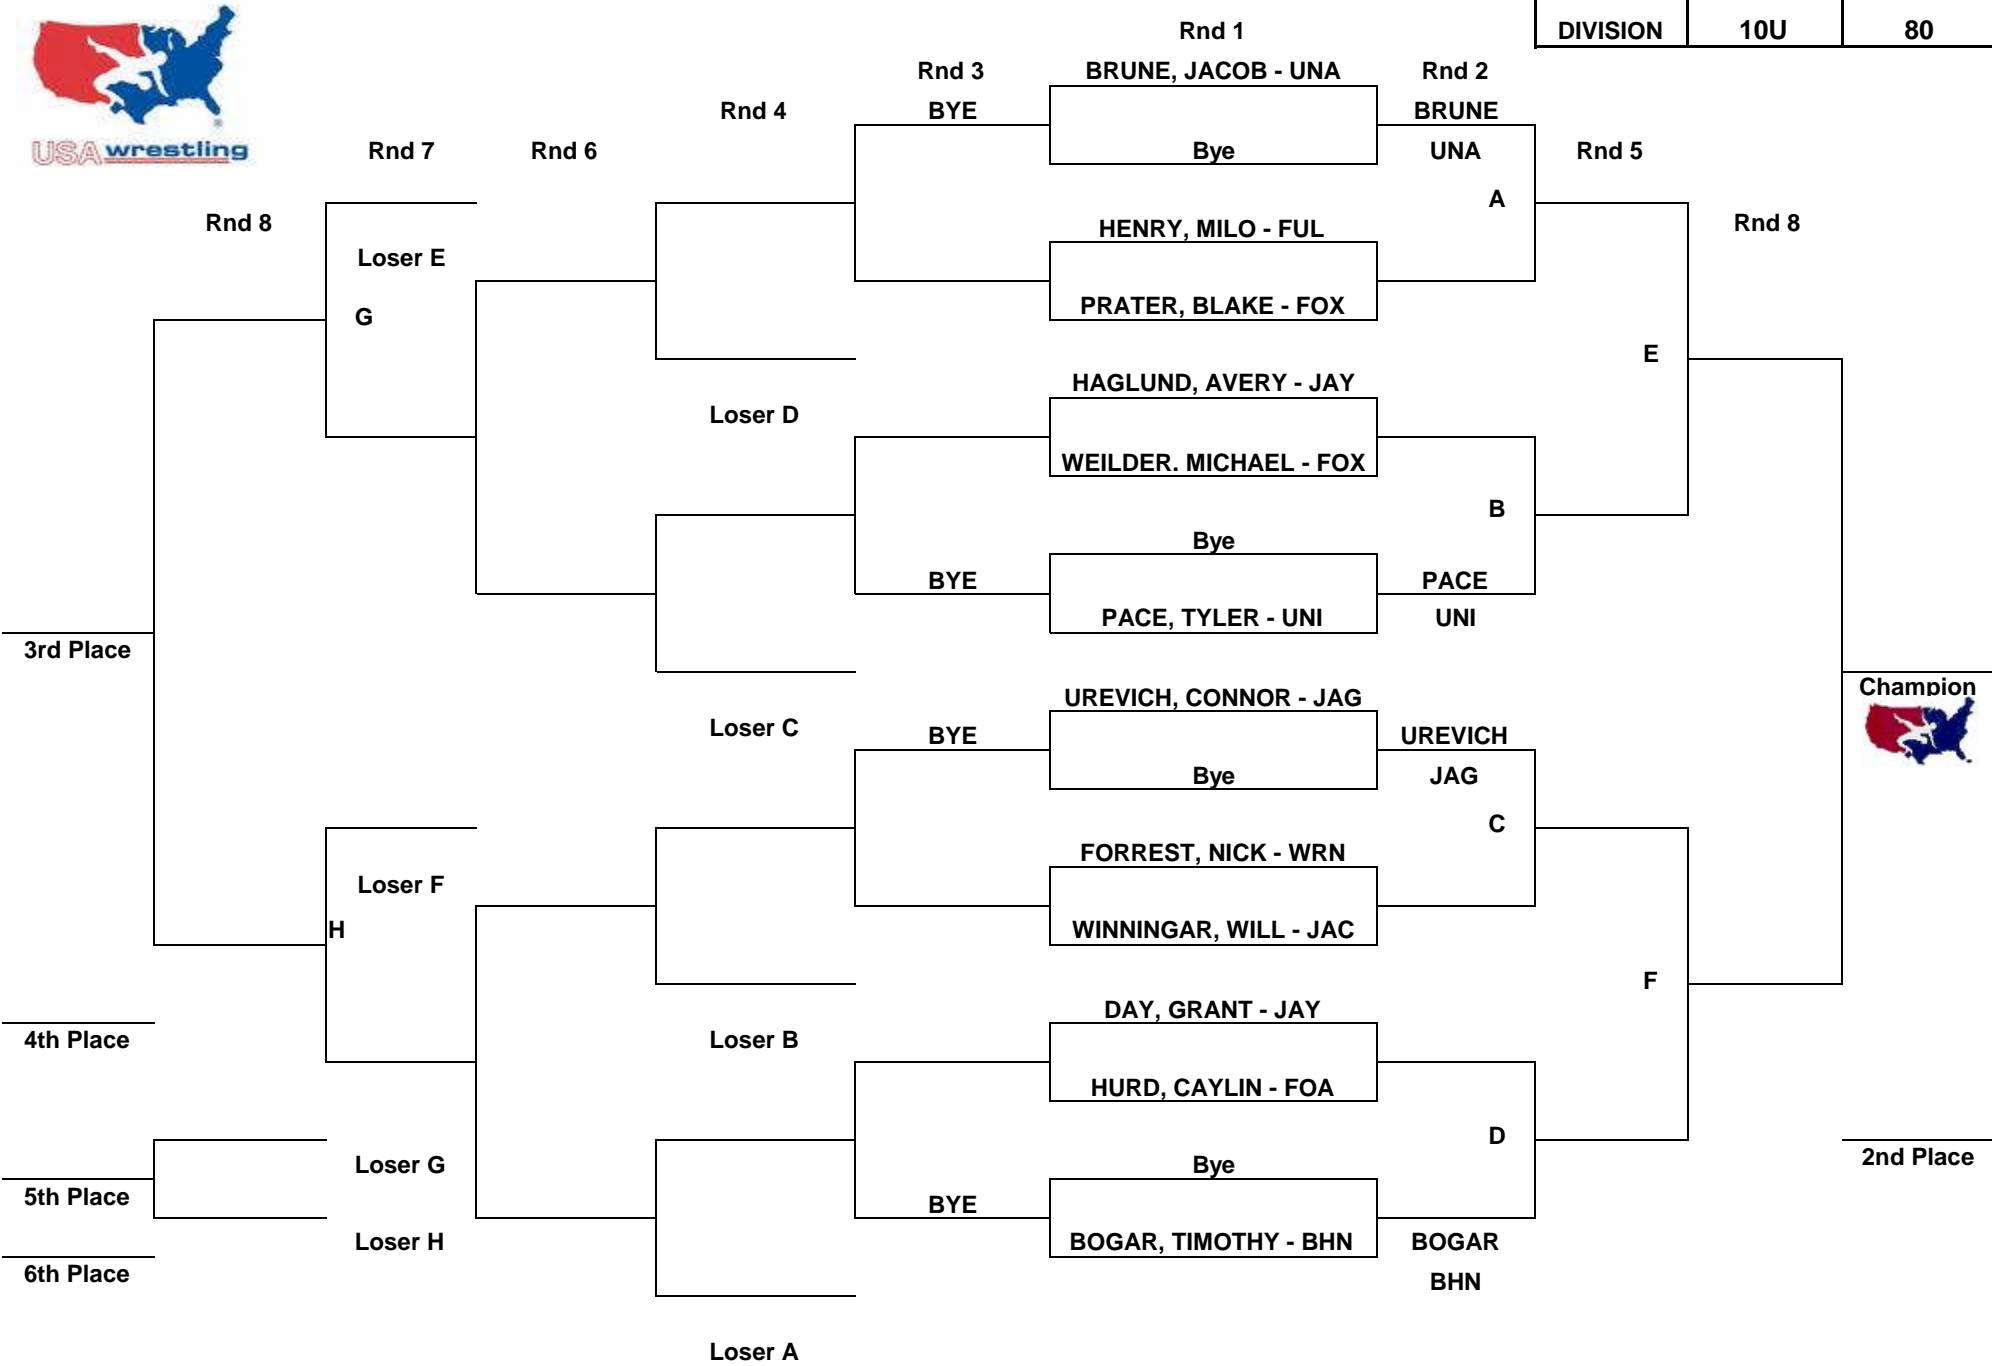 DIVISION 10U 80
Rnd 1
Rnd 3 BRUNE, JACOB - UNA Rnd 2
Rnd 4 BYE BRUNE
USA wrestling Rnd 7 Rnd 6 Bye UNA Rnd 5
A
Rnd 8 HENRY, MILO - FUL Rnd 8
Loser E
G PRATER, BLAKE - FOX
E
HAGLUND, AVERY - JAY
Loser D
WEILDER. MICHAEL - FOX
B
Bye
BYE PACE
PACE, TYLER - UNI UNI
3rd Place
UREVICH, CONNOR - JAG Champion
Loser C BYE UREVICH
Bye JAG
C
FORREST, NICK - WRN
Loser F
H WINNINGAR, WILL - JAC
F
DAY, GRANT - JAY
4th Place Loser B
HURD, CAYLIN - FOA
D
Loser G Bye 2nd Place
5th Place BYE
Loser H BOGAR, TIMOTHY - BHN BOGAR
6th Place BHN
Loser A